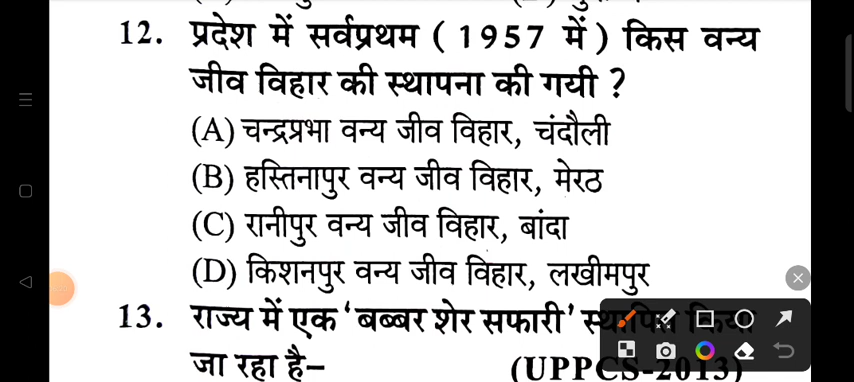 12. प्रदेश में सर्वप्रथम ( 1957 में ) किस वन्य
जीव विहार की स्थापना की गयी ?
(A) चन्द्रप्रभा वन्य जीव विहार, चंदौली
(B) हस्तिनापुर वन्य जीव विहार, मेरठ
(C) रानीपुर वन्य जीव विहार, बांदा
(D) किशनपुर वन्य जीव विहार, लखीमपुर
13. राज्य में एक 'बब्बर शेर सफारी' स्थापित किया
जा रहा है– (UPPCS-2013)